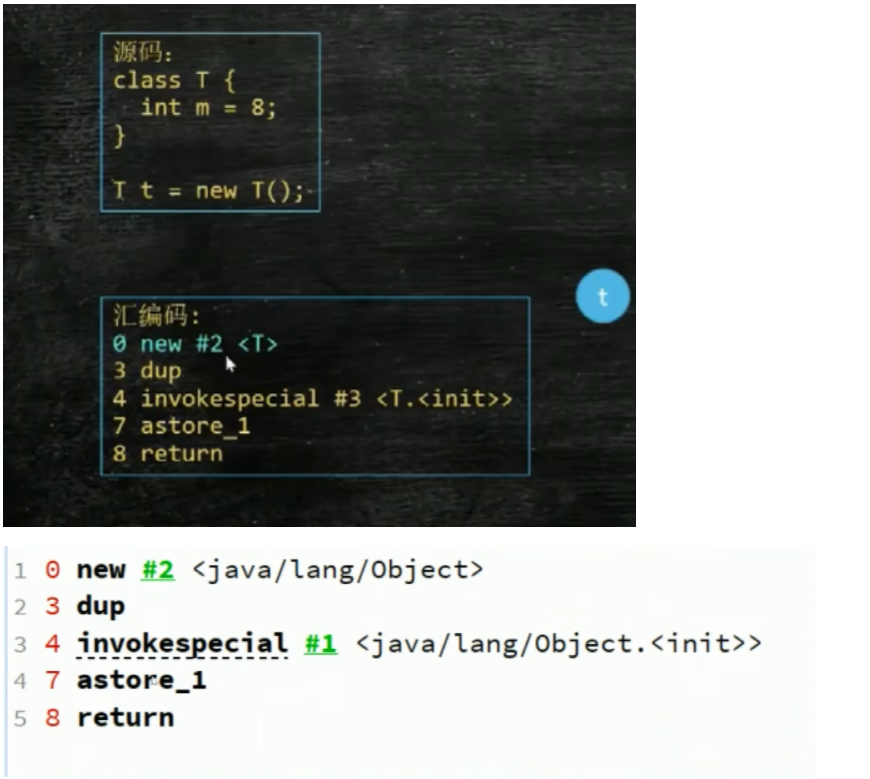 源码:
class T {
  int m = 8;
}
T t = new T();
t
汇编码:
0 new #2 <T>
3 dup
4 invokespecial #3 <T.<init>>
7 astore_1
8 return
1 0 new #2 <java/lang/Object>
2 3 dup
3 4 invokespecial #1 <java/lang/Object.<init>>
4 7 astore_1
5 8 return